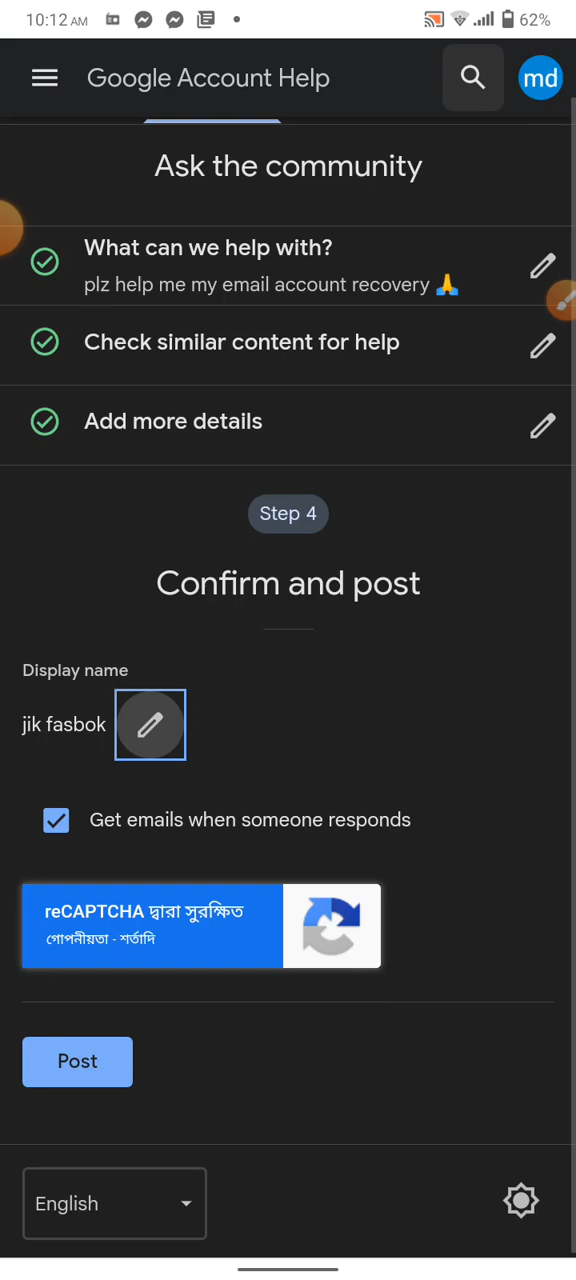 10:12 AM
62%
Google Account Help
md
Ask the community
What can we help with?
plz help me my email account recovery 🙏
Check similar content for help
Add more details
Step 4
Confirm and post
Display name
jik fasbok
Get emails when someone responds
reCAPTCHA দ্বারা সুরক্ষিত
গোপনীয়তা - শর্তাদি
Post
English